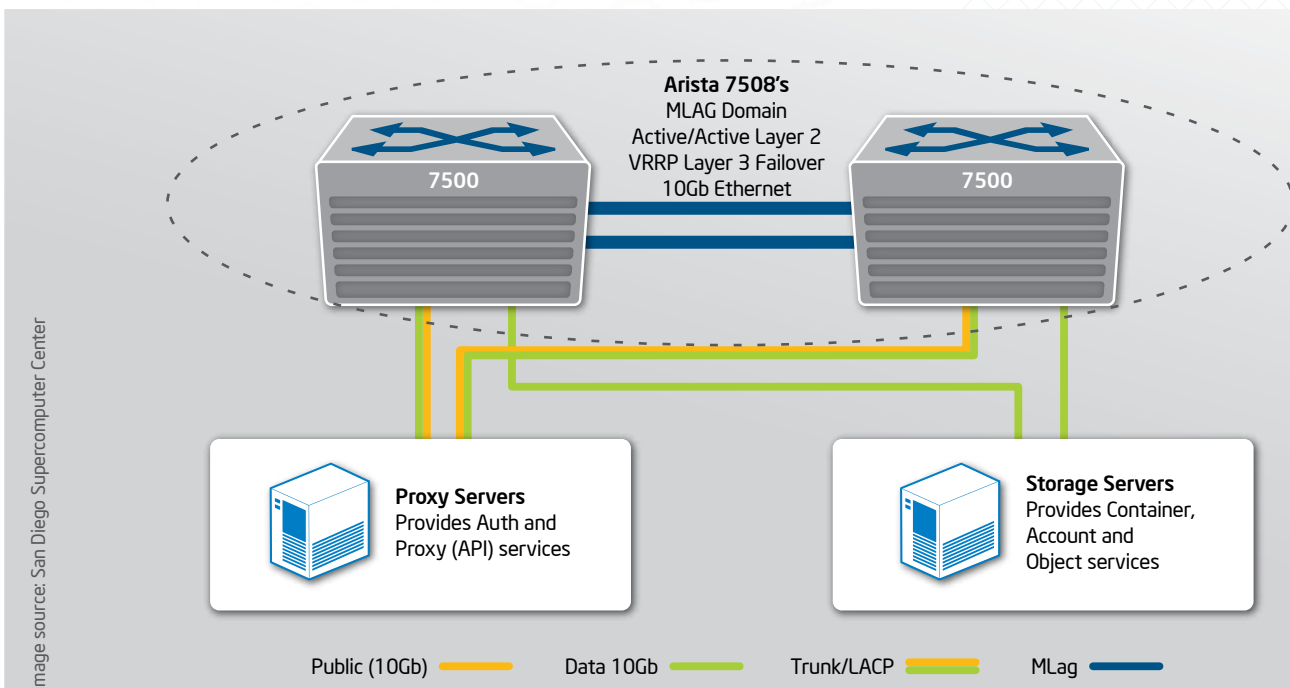 Arista 7508's
MLAG Domain
Active/Active Layer 2
VRRP Layer 3 Failover
10Gb Ethernet
7500
7500
Proxy Servers
Provides Auth and
Proxy (API) services
Storage Servers
Provides Container,
Account and
Object services
Public (10Gb)
Data 10Gb
Trunk/LACP
MLag
mage source: San Diego Supercomputer Center